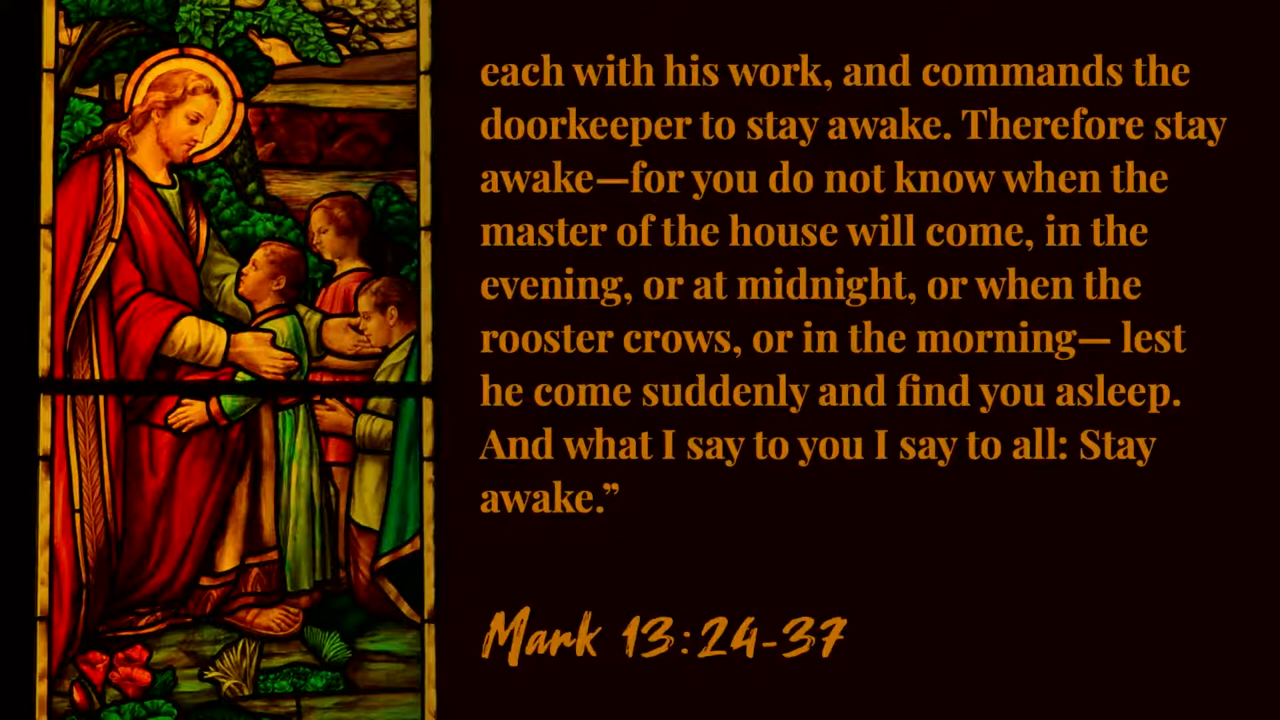 each with his work, and commands the
doorkeeper to stay awake. Therefore stay
awake—for you do not know when the
master of the house will come, in the
evening, or at midnight, or when the
rooster crows, or in the morning— lest
he come suddenly and find you asleep.
And what I say to you I say to all: Stay
awake.”
Mark 13:24-37